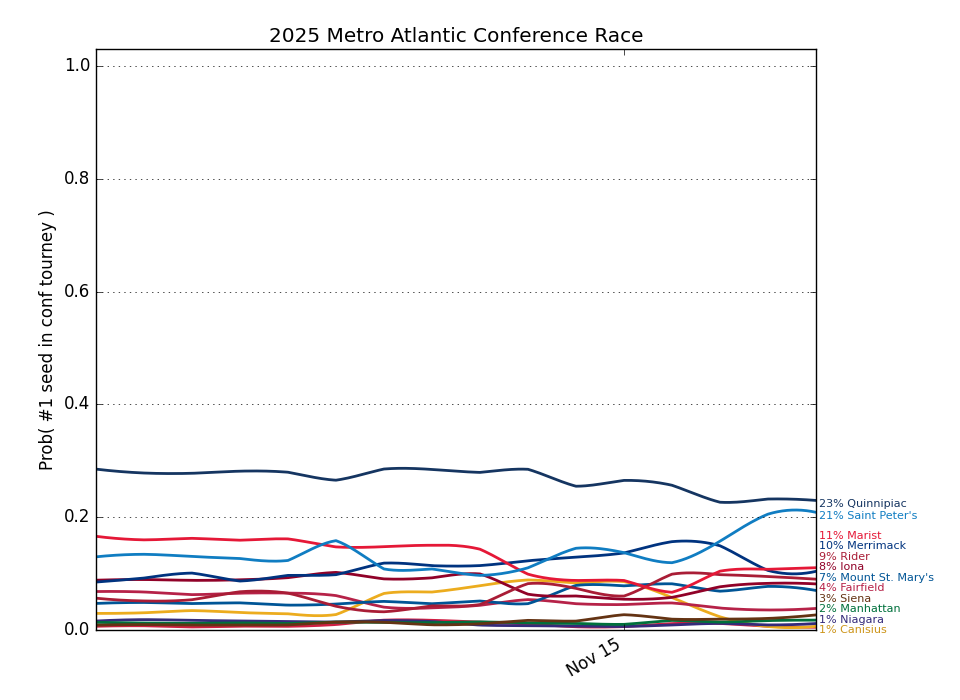 2025 Metro Atlantic Conference Race
1.0
0.8
0.6
0.4
0.2
0.0
Prob( #1 seed in conf tourney )
Nov 15
23% Quinnipiac
21% Saint Peter's
11% Marist
10% Merrimack
9% Rider
8% Iona
7% Mount St. Mary's
4% Fairfield
3% Siena
2% Manhattan
1% Niagara
1% Canisius